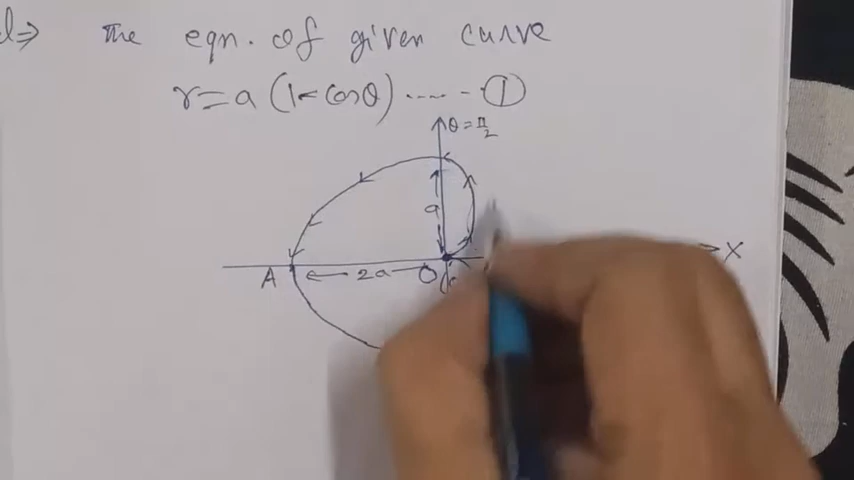 The eqn. of given curve
r = a (1 - cosθ) ..... - ①
θ = π/2
a
X
A ← 2a O